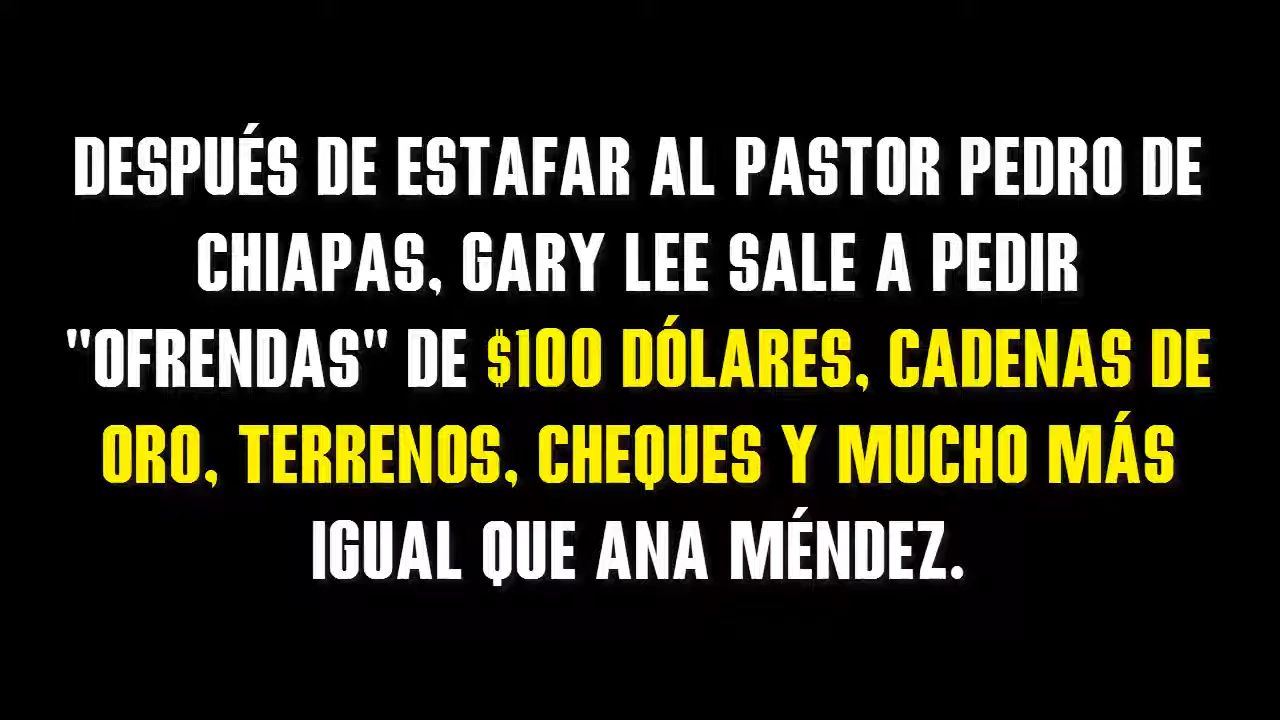 DESPUÉS DE ESTAFAR AL PASTOR PEDRO DE
CHIAPAS, GARY LEE SALE A PEDIR
"OFRENDAS" DE $100 DÓLARES, CADENAS DE
ORO, TERRENOS, CHEQUES Y MUCHO MÁS
IGUAL QUE ANA MÉNDEZ.